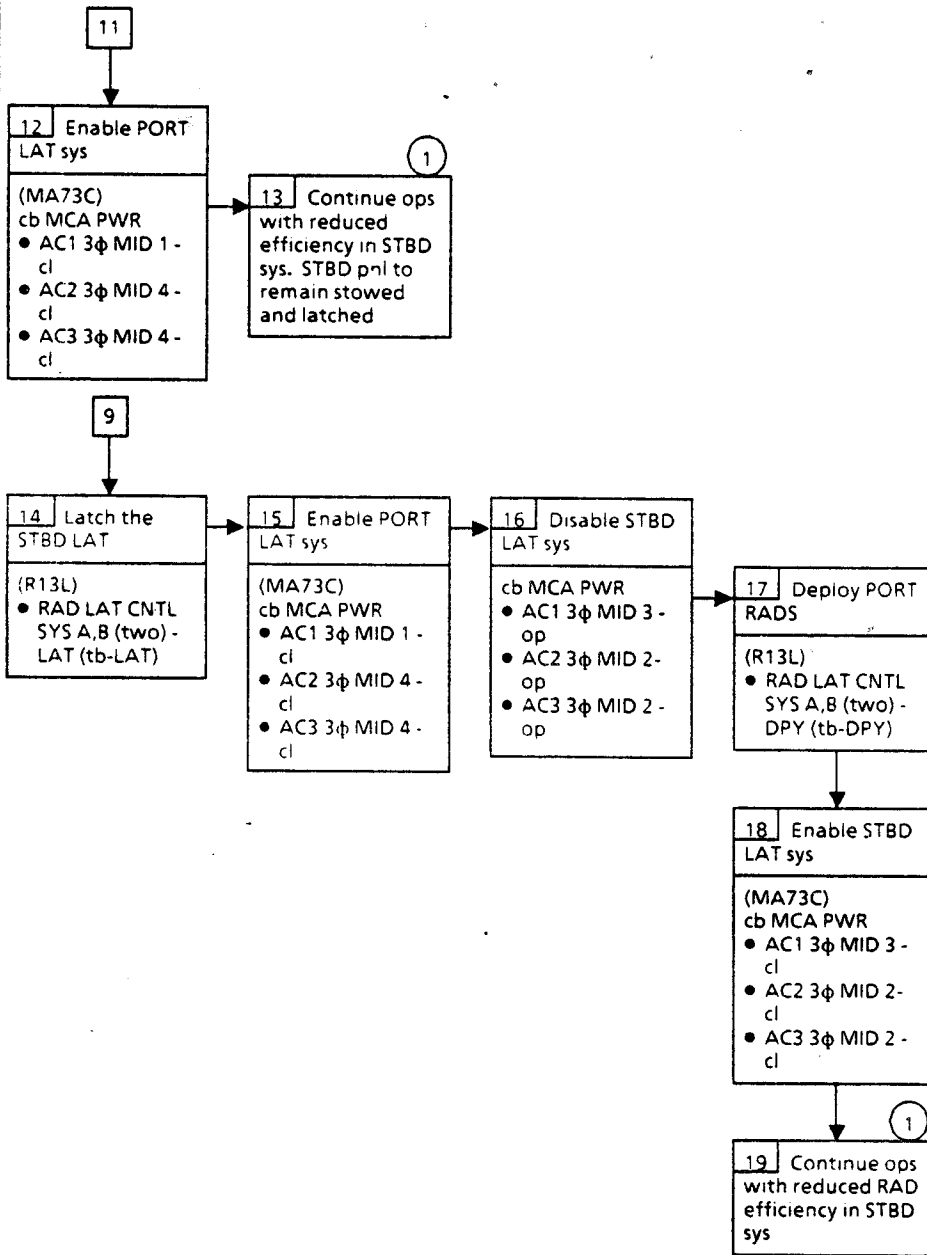 11
12 Enable PORT
LAT sys
(MA73C)
cb MCA PWR
● AC1 3ϕ MID 1 -
cl
● AC2 3ϕ MID 4 -
cl
● AC3 3ϕ MID 4 -
cl
1
13 Continue ops
with reduced
efficiency in STBD
sys. STBD pnl to
remain stowed
and latched
9
14 Latch the
STBD LAT
(R13L)
● RAD LAT CNTL
SYS A,B (two) -
LAT (tb-LAT)
15 Enable PORT
LAT sys
(MA73C)
cb MCA PWR
● AC1 3ϕ MID 1 -
cl
● AC2 3ϕ MID 4 -
cl
● AC3 3ϕ MID 4 -
cl
16 Disable STBD
LAT sys
cb MCA PWR
● AC1 3ϕ MID 3 -
op
● AC2 3ϕ MID 2-
op
● AC3 3ϕ MID 2 -
op
17 Deploy PORT
RADS
(R13L)
● RAD LAT CNTL
SYS A,B (two) -
DPY (tb-DPY)
18 Enable STBD
LAT sys
(MA73C)
cb MCA PWR
● AC1 3ϕ MID 3 -
cl
● AC2 3ϕ MID 2-
cl
● AC3 3ϕ MID 2 -
cl
1
19 Continue ops
with reduced RAD
efficiency in STBD
sys